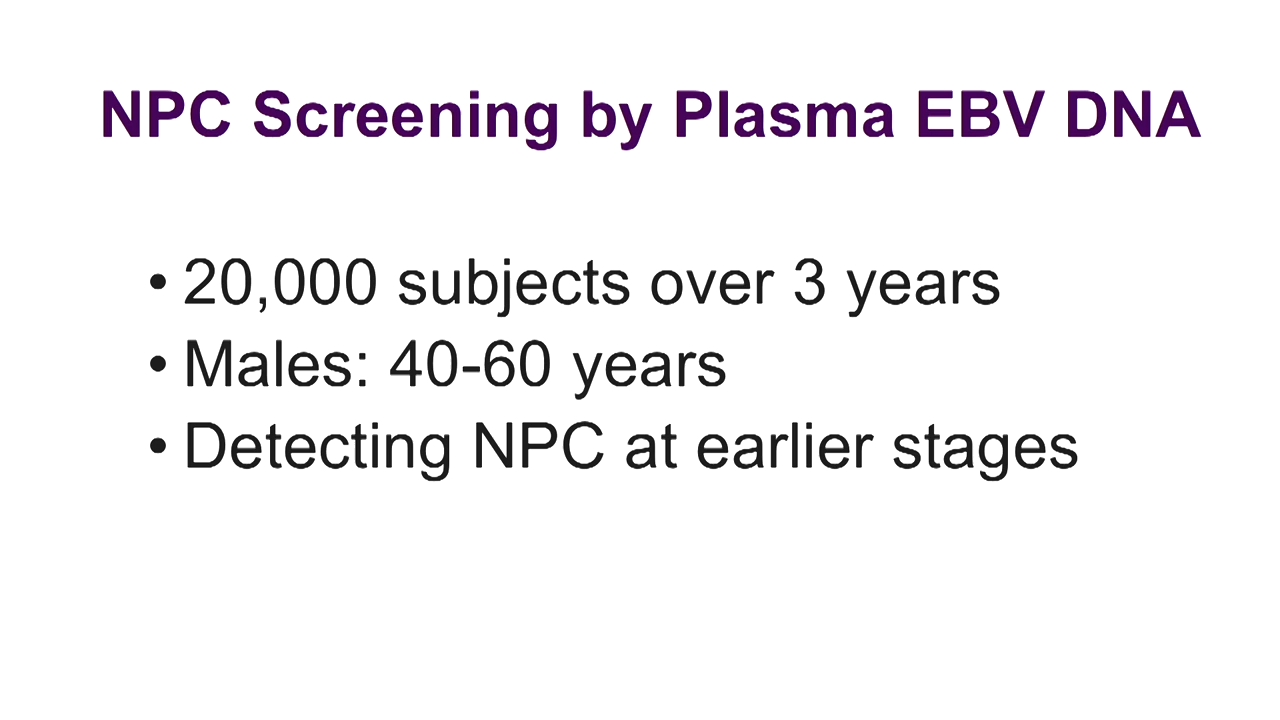 NPC Screening by Plasma EBV DNA
• 20,000 subjects over 3 years
• Males: 40-60 years
• Detecting NPC at earlier stages